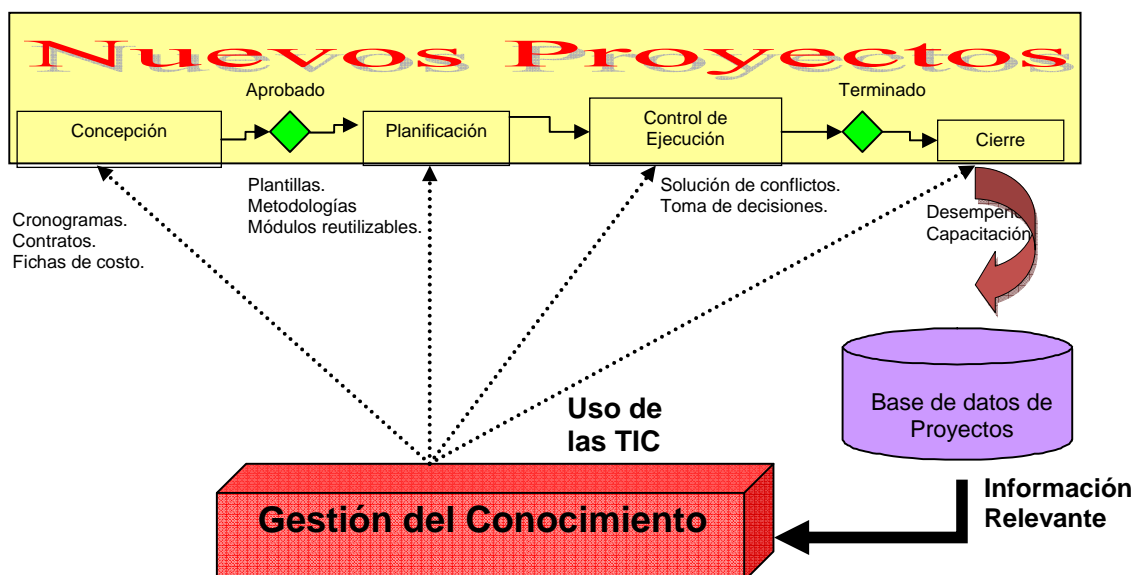 Nuevos Proyectos
Aprobado
Terminado
Concepción
Planificación
Control de
Ejecución
Cierre
Cronogramas.
Contratos.
Fichas de costo.
Plantillas.
Metodologías
Módulos reutilizables.
Solución de conflictos.
Toma de decisiones.
Desempeño
Capacitación
Base de datos de
Proyectos
Uso de
las TIC
Información
Relevante
Gestión del Conocimiento